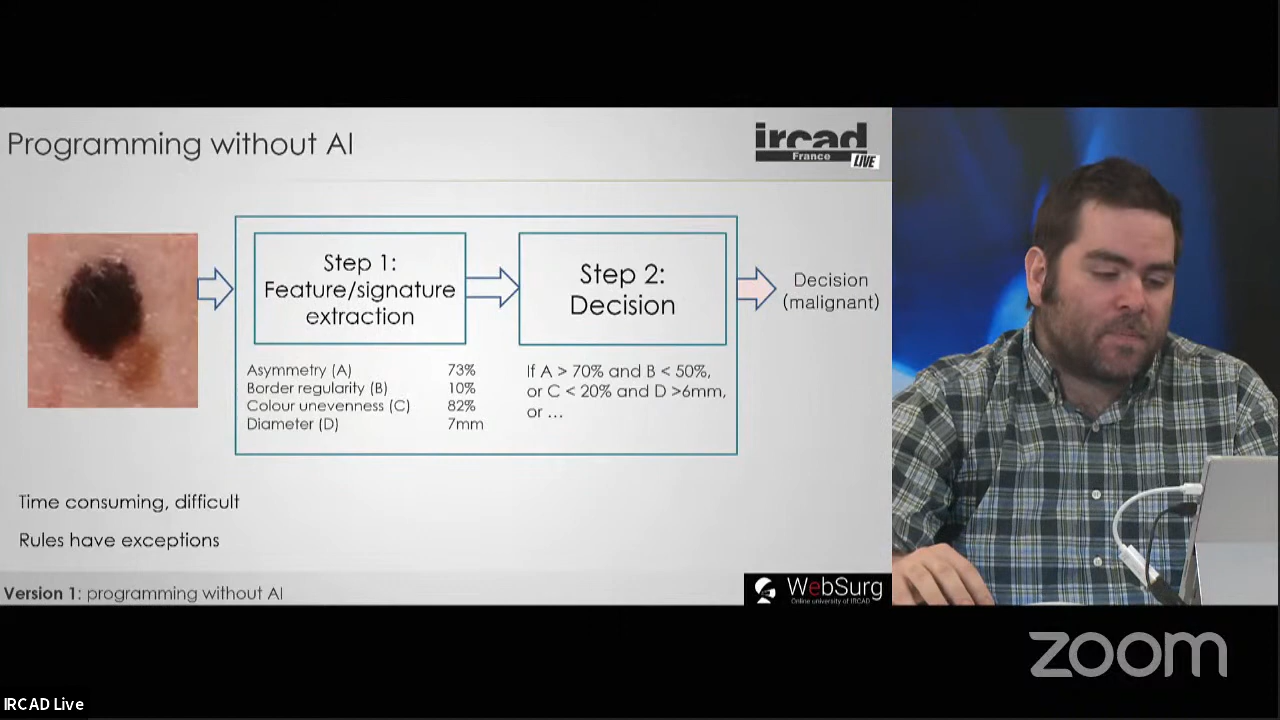 Programming without AI
ircad
France
LIVE
Step 1:
Feature/signature
extraction
Step 2:
Decision
Decision
(malignant)
Asymmetry (A) 73%
Border regularity (B) 10%
Colour unevenness (C) 82%
Diameter (D) 7mm
If A > 70% and B < 50%,
or C < 20% and D >6mm,
or ...
Time consuming, difficult
Rules have exceptions
Version 1: programming without AI
WebSurg
Online university of IRCAD
zoom
IRCAD Live